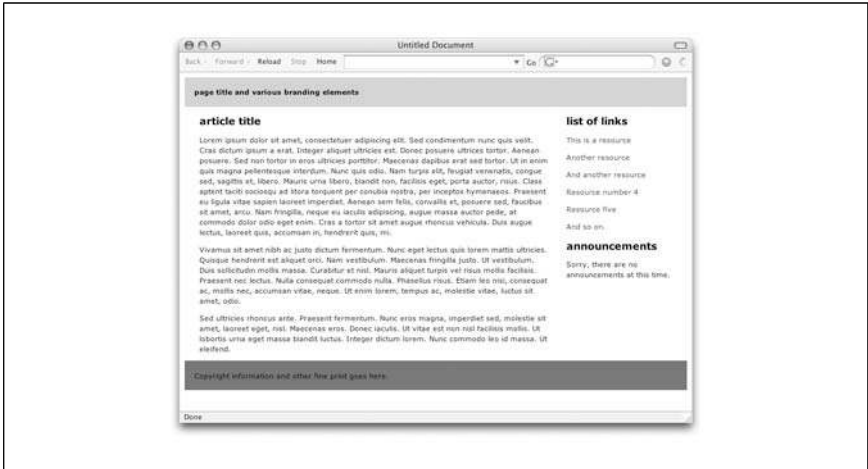 Untitled Document
Back Forward Reload Stop Home Go G
page title and various branding elements
article title
Lorem ipsum dolor sit amet, consectetuer adipiscing elit. Sed condimentum nunc quis velit.
Cras dictum ipsum a erat. Integer aliquet ultricies est. Donec posuere ultrices tortor. Aenean
posuere. Sed non tortor in eros ultricies porttitor. Maecenas dapibus erat sed tortor. Ut in enim
quis magna pellentesque interdum. Nunc quis odio. Nam turpis elit, feugiat venenatis, congue
sed, sagittis et, libero. Mauris urna libero, blandit non, facilisis eget, porta auctor, risus. Class
aptent taciti sociosqu ad litora torquent per conubia nostra, per inceptos hymenaeos. Praesent
eu ligula vitae sapien laoreet imperdiet. Aenean sem felis, convallis et, posuere sed, faucibus
sit amet, arcu. Nam fringilla, neque eu iaculis adipiscing, augue massa auctor pede, at
commodo dolor odio eget enim. Cras a tortor sit amet augue rhoncus vehicula. Duis augue
lectus, laoreet quis, accumsan in, hendrerit quis, mi.
Vivamus sit amet nibh ac justo dictum fermentum. Nunc eget lectus quis lorem mattis ultricies.
Quisque hendrerit est aliquet orci. Nam vestibulum. Maecenas fringilla justo. Ut vestibulum.
Duis sollicitudin mollis massa. Curabitur et nisl. Mauris aliquet turpis vel risus mollis facilisis.
Praesent nec lectus. Nulla consequat commodo nulla. Phasellus risus. Etiam leo nisi, consequat
ac, mollis nec, accumsan vitae, neque. Ut enim lorem, tempus ac, molestie vitae, luctus sit
amet, odio.
Sed ultricies rhoncus ante. Praesent fermentum. Nunc eros magna, imperdiet sed, molestie sit
amet, laoreet eget, nisl. Maecenas eros. Donec iaculis. Ut vitae est non nisl facilisis mollis. Ut
lobortis urna eget massa blandit luctus. Integer dictum lorem. Nunc commodo leo id massa. Ut
eleifend.
list of links
This is a resource
Another resource
And another resource
Resource number 4
Resource five
And so on.
announcements
Sorry, there are no
announcements at this time.
Copyright information and other fine print goes here.
Done